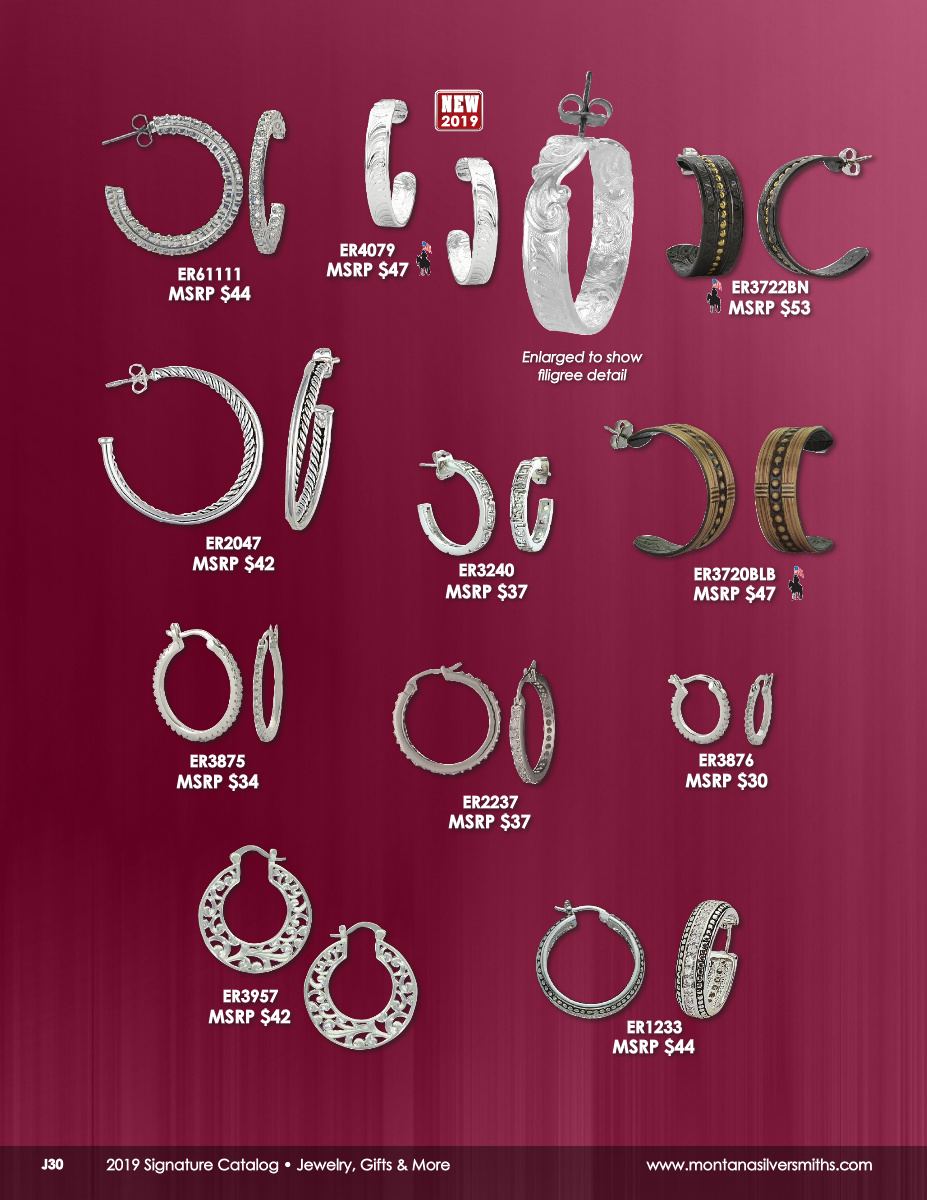 NEW
2019
ER61111
MSRP $44
ER4079
MSRP $47
ER3722BN
MSRP $53
Enlarged to show
filigree detail
ER2047
MSRP $42
ER3240
MSRP $37
ER3720BLB
MSRP $47
ER3875
MSRP $34
ER2237
MSRP $37
ER3876
MSRP $30
ER3957
MSRP $42
ER1233
MSRP $44
J30 2019 Signature Catalog • Jewelry, Gifts & More www.montanasilversmiths.com